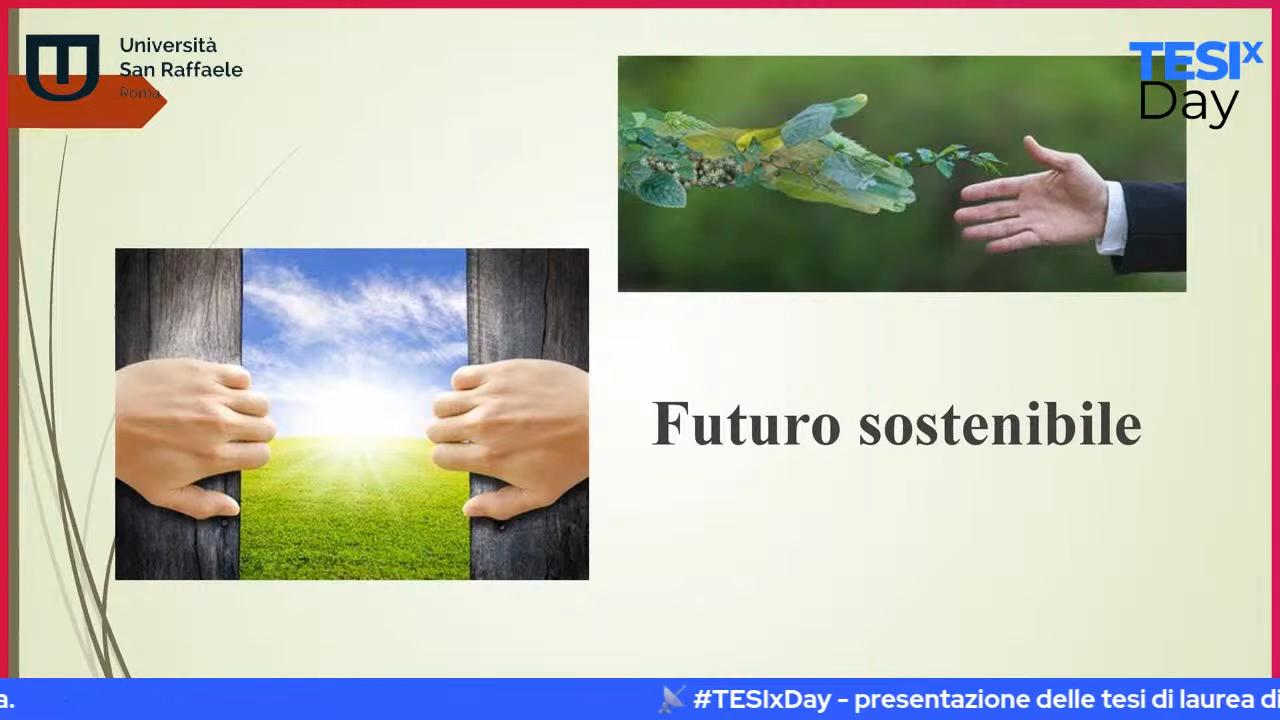 Università
San Raffaele
Roma
TESIx
Day
Futuro sostenibile
a.
#TESIxDay - presentazione delle tesi di laurea di